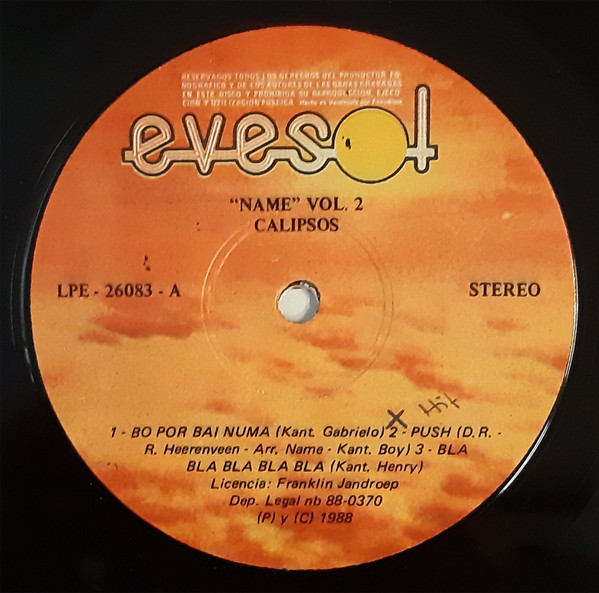 RESERVADOS TODOS LOS DERECHOS DEL PRODUCTOR FO-
NOGRAFICO Y DE LOS AUTORES DE LAS OBRAS GRABADAS
EN ESTE DISCO Y PROHIBIDA SU REPRODUCCION, EJECU-
CION Y UTILIZACION PUBLICA
evesol
"NAME" VOL. 2
CALIPSOS
LPE - 26083 - A
STEREO
X Hit
1 - BO POR BAI NUMA (Kant. Gabrielo) 2 - PUSH (D.R. -
R. Heerenveen - Arr. Name - Kant. Boy) 3 - BLA
BLA BLA BLA BLA (Kant. Henry)
Licencia: Franklin Jandroep
Dep. Legal nb 88-0370
(P) y (C) 1988